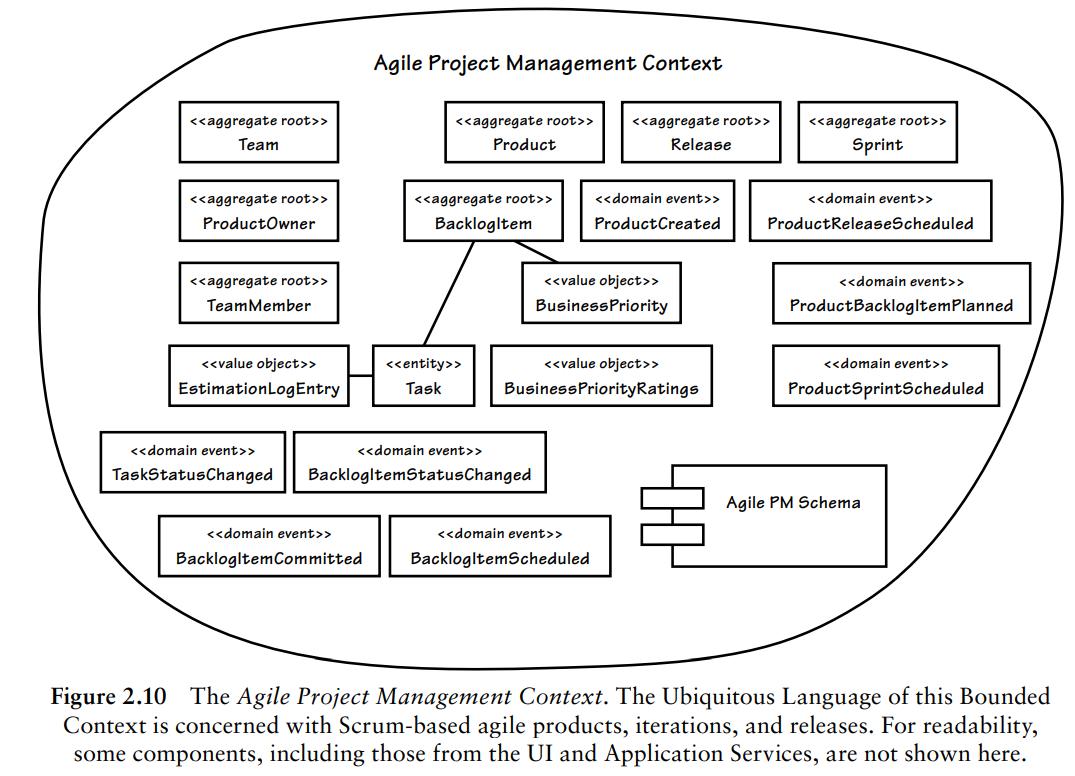 Agile Project Management Context
<<aggregate root>>
Team
<<aggregate root>>
Product
<<aggregate root>>
Release
<<aggregate root>>
Sprint
<<aggregate root>>
ProductOwner
<<aggregate root>>
BacklogItem
<<domain event>>
ProductCreated
<<domain event>>
ProductReleaseScheduled
<<aggregate root>>
TeamMember
<<value object>>
BusinessPriority
<<domain event>>
ProductBacklogItemPlanned
<<value object>>
EstimationLogEntry
<<entity>>
Task
<<value object>>
BusinessPriorityRatings
<<domain event>>
ProductSprintScheduled
<<domain event>>
TaskStatusChanged
<<domain event>>
BacklogItemStatusChanged
Agile PM Schema
<<domain event>>
BacklogItemCommitted
<<domain event>>
BacklogItemScheduled
Figure 2.10 The Agile Project Management Context. The Ubiquitous Language of this Bounded
Context is concerned with Scrum-based agile products, iterations, and releases. For readability,
some components, including those from the UI and Application Services, are not shown here.